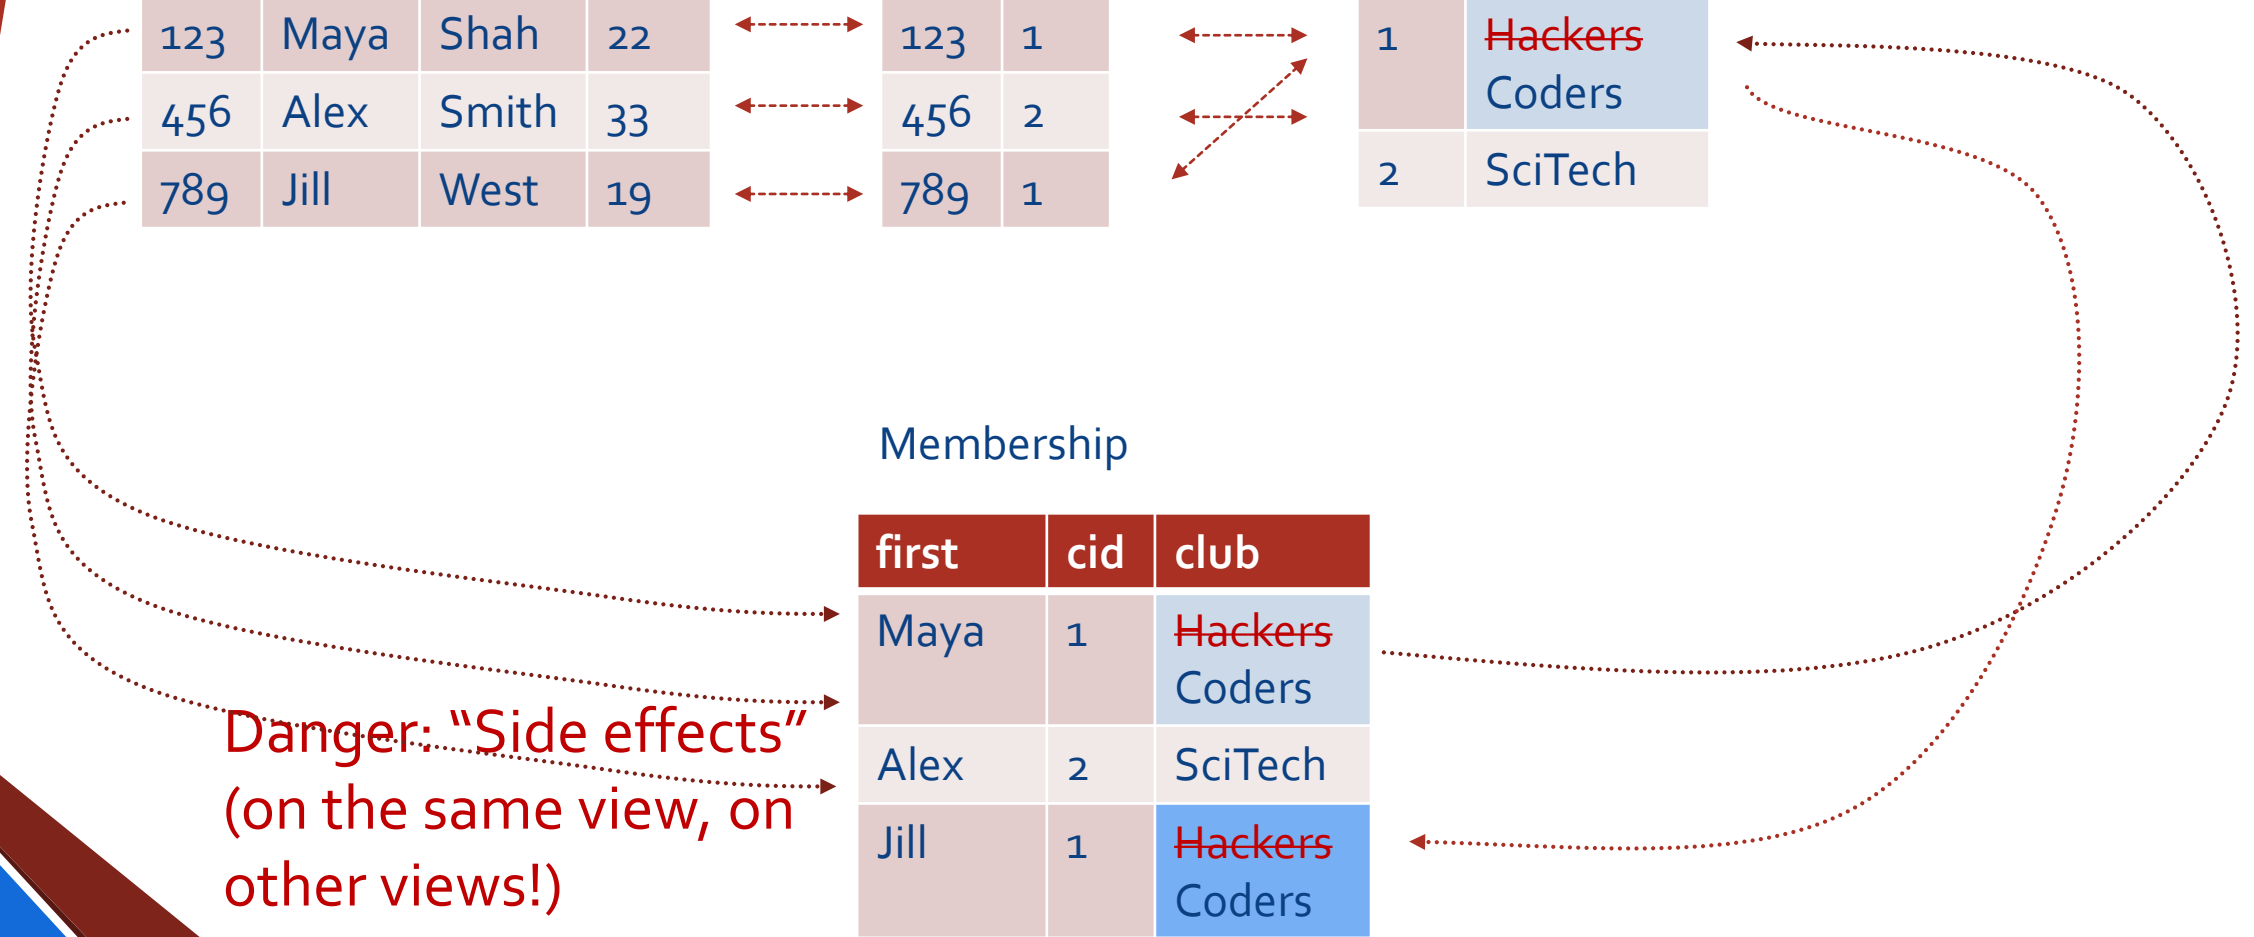 123 Maya Shah 22
456 Alex Smith 33
789 Jill West 19
123 1
456 2
789 1
1 Hackers
Coders
2 SciTech
Membership
first cid club
Maya 1 Hackers
Coders
Alex 2 SciTech
Jill 1 Hackers
Coders
Danger: “Side effects”
(on the same view, on
other views!)